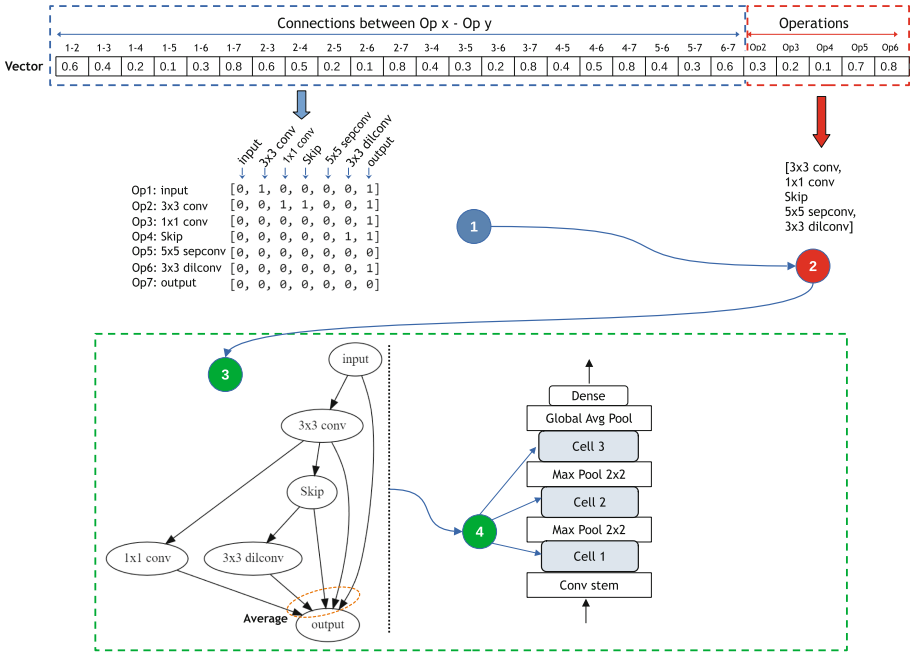 Connections between Op x - Op y
Operations
1-2 1-3 1-4 1-5 1-6 1-7 2-3 2-4 2-5 2-6 2-7 3-4 3-5 3-6 3-7 4-5 4-6 4-7 5-6 5-7 6-7 Op2 Op3 Op4 Op5 Op6
Vector 0.6 0.4 0.2 0.1 0.3 0.8 0.6 0.5 0.2 0.1 0.8 0.3 0.2 0.1 0.8 0.4 0.5 0.8 0.4 0.3 0.6 0.3 0.2 0.1 0.7 0.8
input 3x3 conv 1x1 conv Skip 5x5 sepconv 3x3 dilconv output
Op1: input [0, 1, 0, 0, 0, 0, 1]
Op2: 3x3 conv [0, 0, 1, 1, 0, 0, 1]
Op3: 1x1 conv [0, 0, 0, 0, 0, 0, 1]
Op4: Skip [0, 0, 0, 0, 0, 1, 1]
Op5: 5x5 sepconv [0, 0, 0, 0, 0, 0, 0]
Op6: 3x3 dilconv [0, 0, 0, 0, 0, 0, 1]
Op7: output [0, 0, 0, 0, 0, 0, 0]
[3x3 conv,
1x1 conv
Skip
5x5 sepconv,
3x3 dilconv]
1
2
3
input
3x3 conv
Skip
1x1 conv
3x3 dilconv
Average
output
4
Dense
Global Avg Pool
Cell 3
Max Pool 2x2
Cell 2
Max Pool 2x2
Cell 1
Conv stem